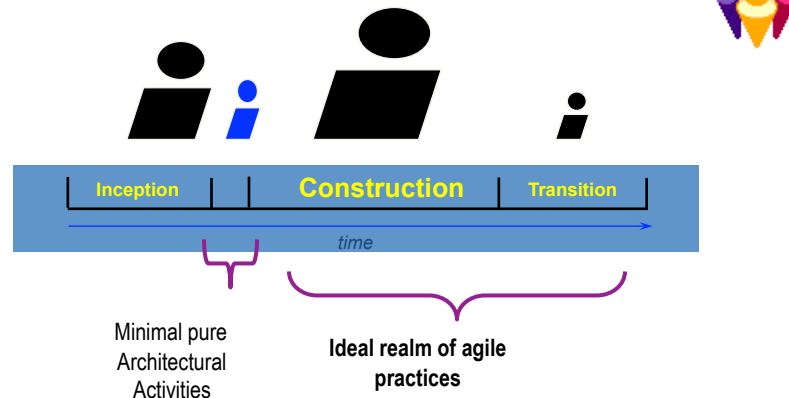 Inception
Construction
Transition
time
Minimal pure
Architectural
Activities
Ideal realm of agile
practices